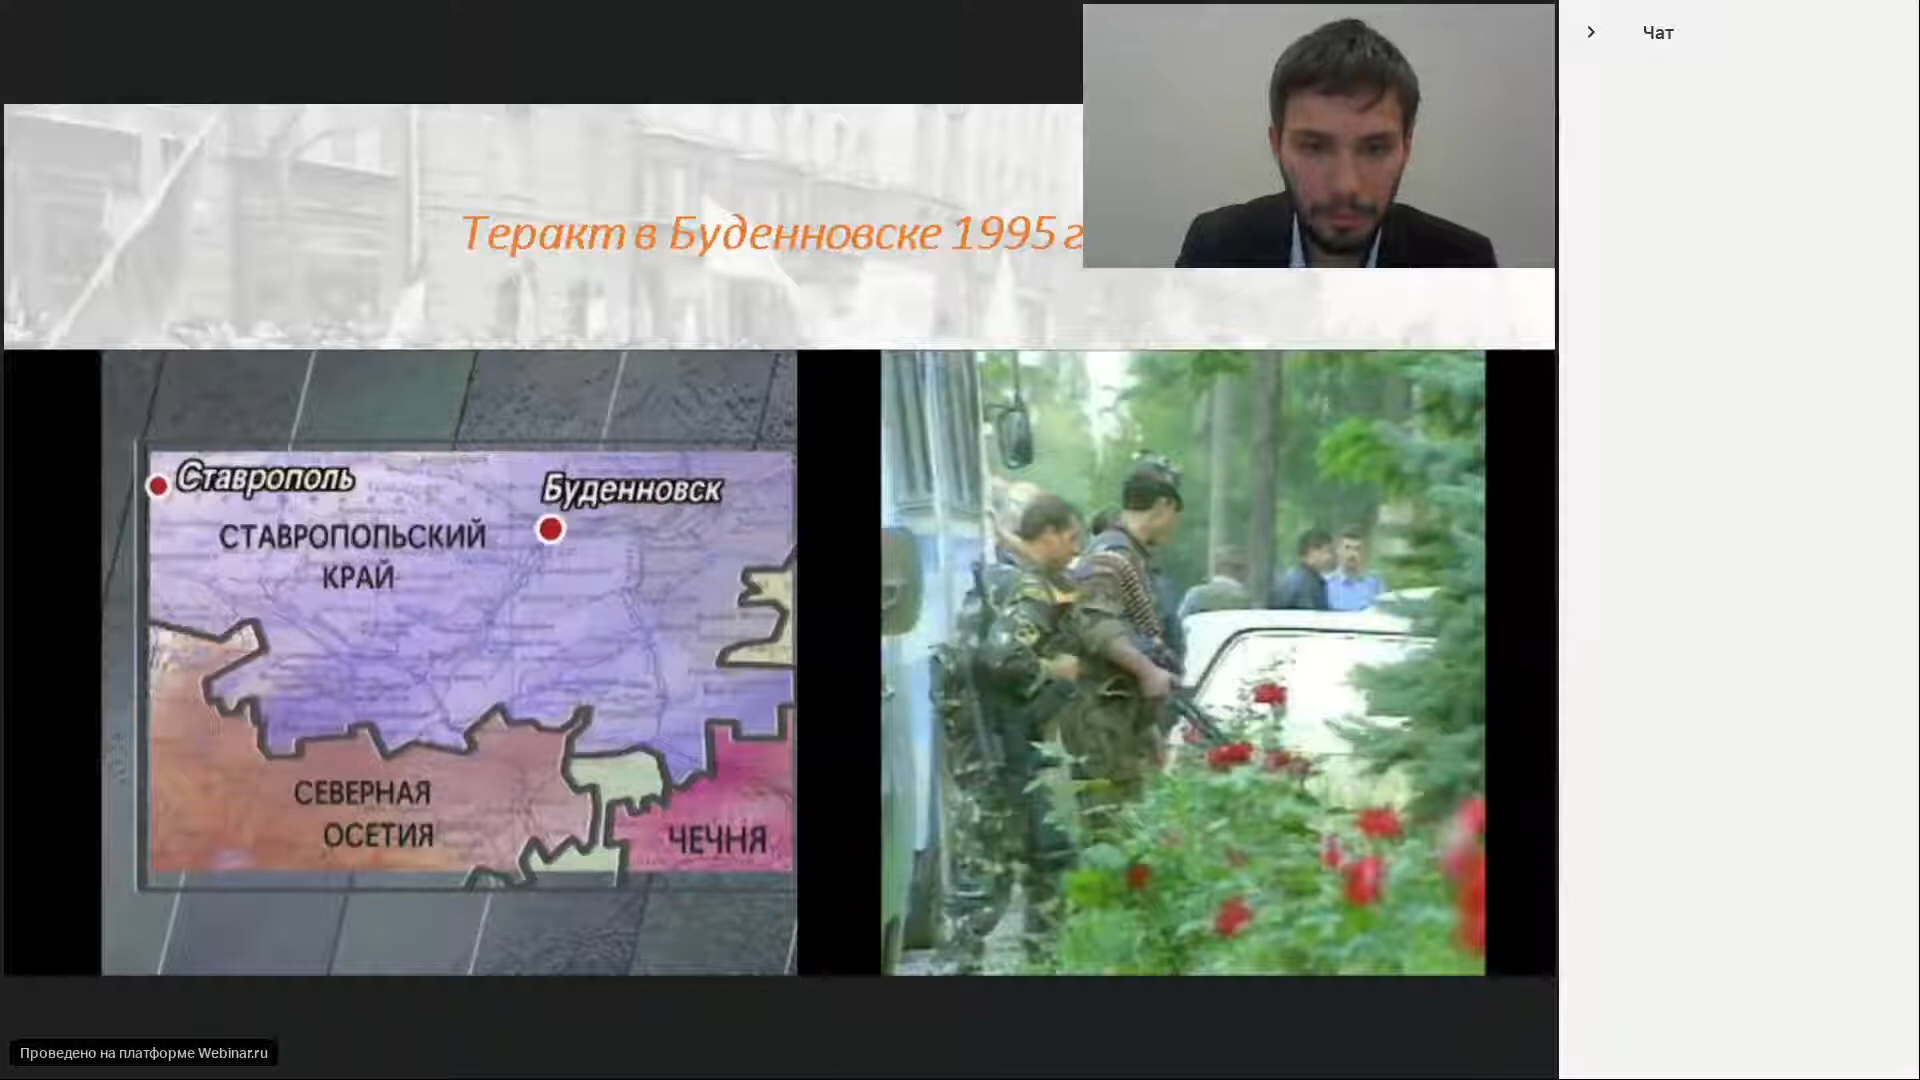 Чат
Теракт в Буденновске 1995 г
Ставрополь
Буденновск
СТАВРОПОЛЬСКИЙ
КРАЙ
СЕВЕРНАЯ
ОСЕТИЯ
ЧЕЧНЯ
Проведено на платформе Webinar.ru